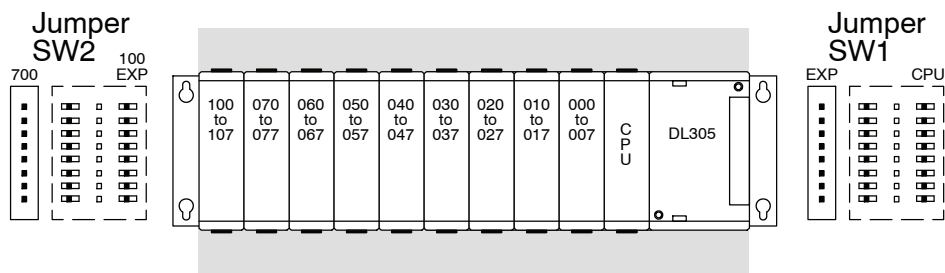 Jumper
SW2
700
100
EXP
100
to
107
070
to
077
060
to
067
050
to
057
040
to
047
030
to
037
020
to
027
010
to
017
000
to
007
C
P
U
DL305
Jumper
SW1
EXP
CPU